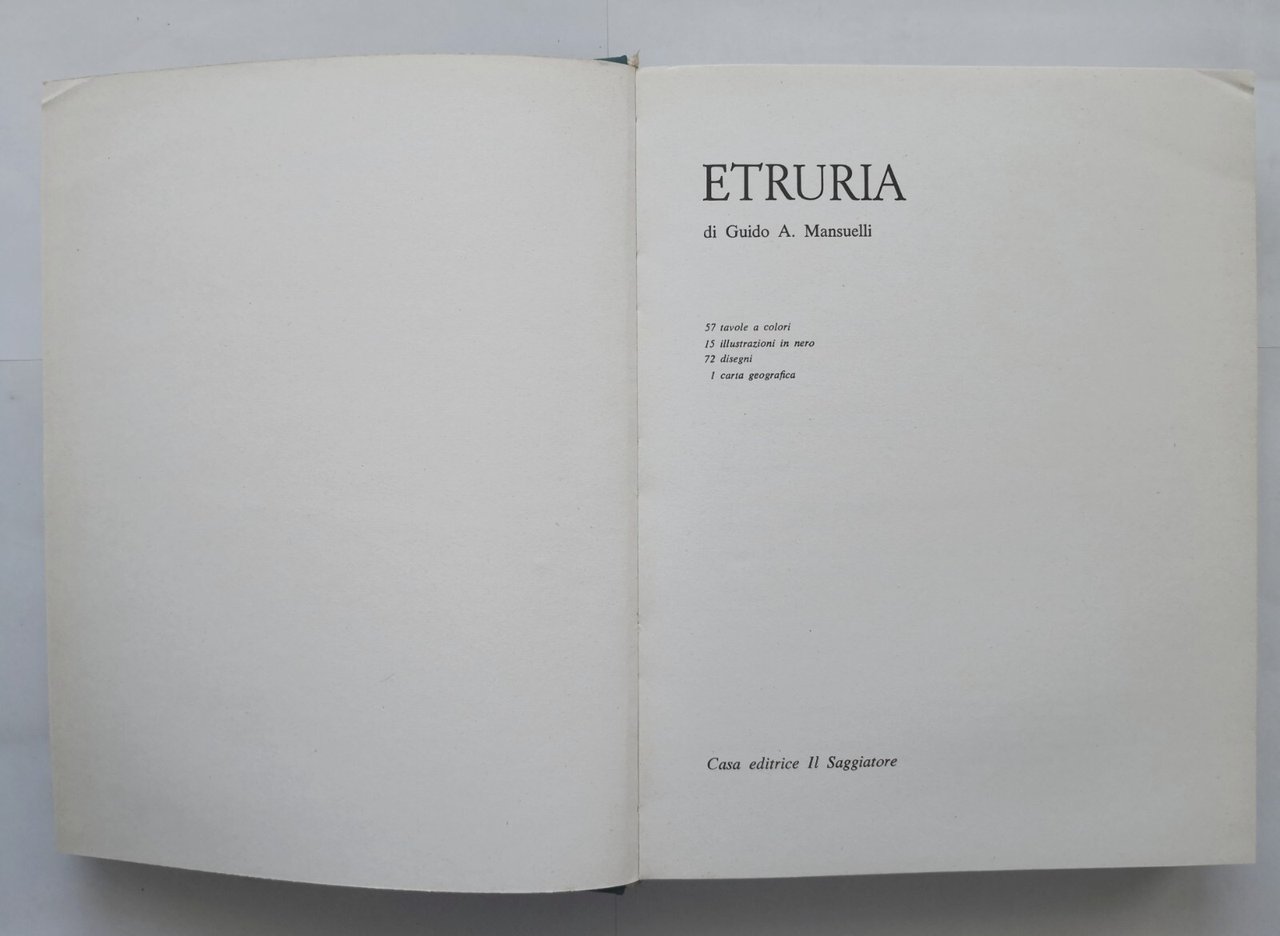 ETRURIA
di Guido A. Mansuelli
57 tavole a colori
15 illustrazioni in nero
72 disegni
1 carta geografica
Casa editrice Il Saggiatore